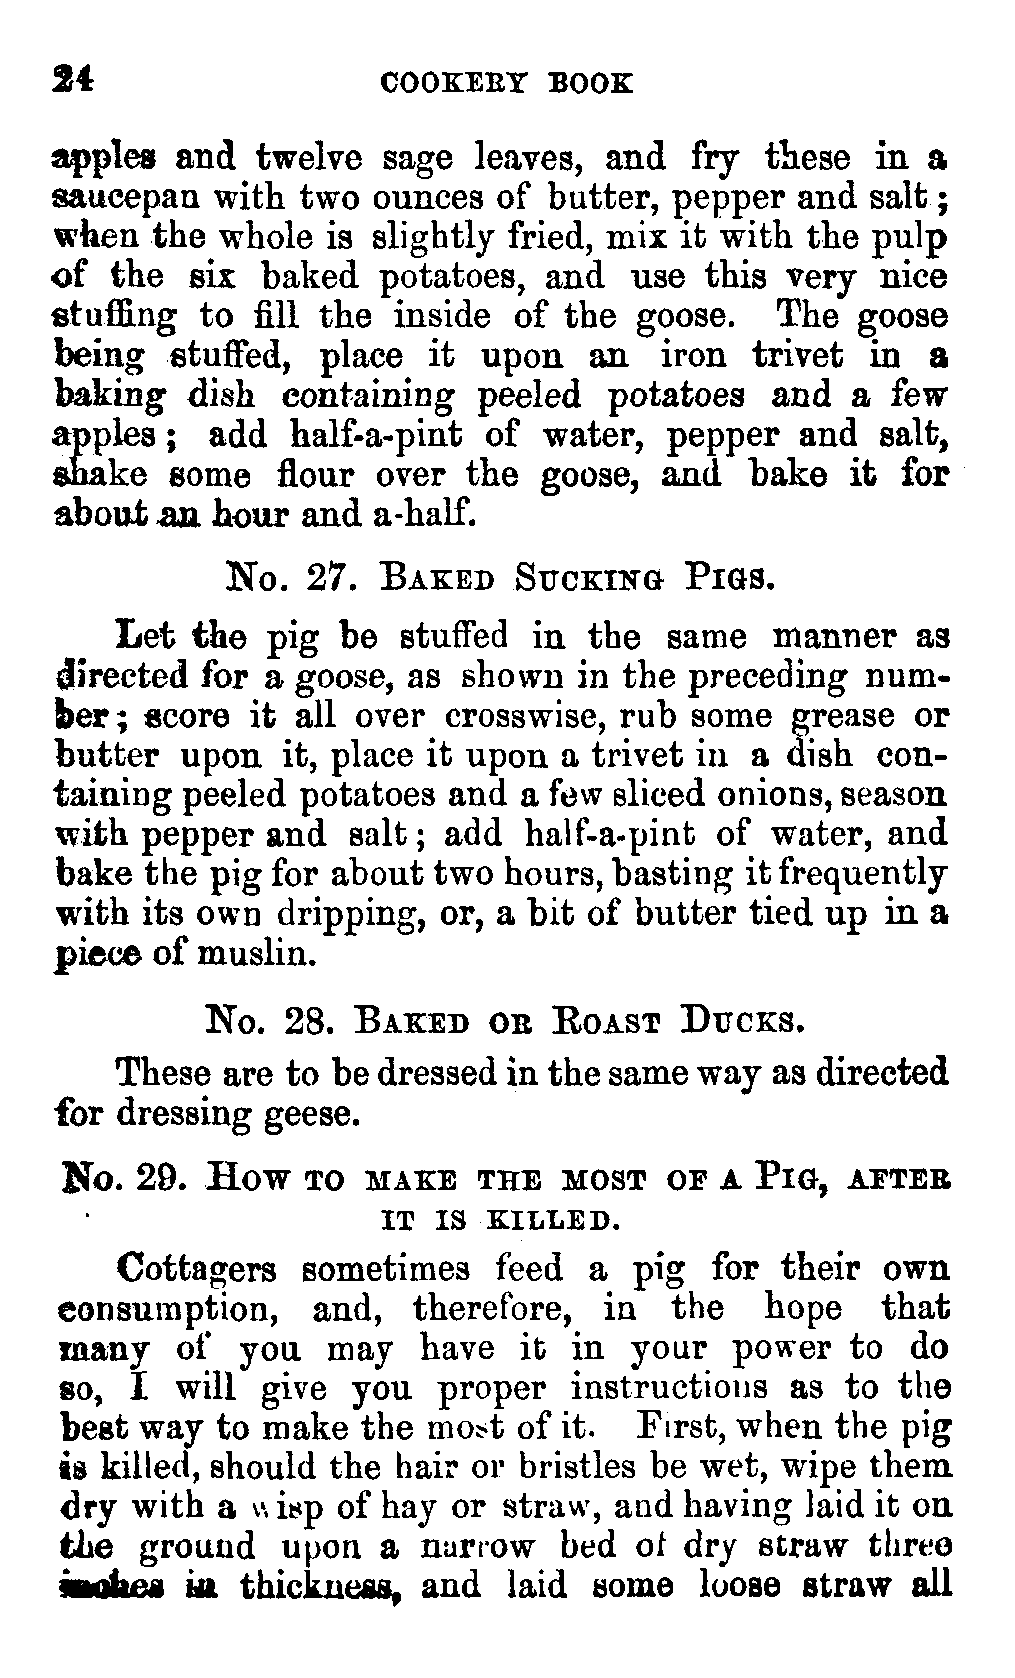 24 COOKERY BOOK
apples and twelve sage leaves, and fry these in a
saucepan with two ounces of butter, pepper and salt;
when the whole is slightly fried, mix it with the pulp
of the six baked potatoes, and use this very nice
stuffing to fill the inside of the goose. The goose
being stuffed, place it upon an iron trivet in a
baking dish containing peeled potatoes and a few
apples; add half-a-pint of water, pepper and salt,
shake some flour over the goose, and bake it for
about an hour and a-half.
No. 27. BAKED SUCKING PIGS.
Let the pig be stuffed in the same manner as
directed for a goose, as shown in the preceding num-
ber; score it all over crosswise, rub some grease or
butter upon it, place it upon a trivet in a dish con-
taining peeled potatoes and a few sliced onions, season
with pepper and salt; add half-a-pint of water, and
bake the pig for about two hours, basting it frequently
with its own dripping, or, a bit of butter tied up in a
piece of muslin.
No. 28. BAKED OR ROAST DUCKS.
These are to be dressed in the same way as directed
for dressing geese.
No. 29. HOW TO MAKE THE MOST OF A PIG, AFTER
IT IS KILLED.
Cottagers sometimes feed a pig for their own
consumption, and, therefore, in the hope that
many of you may have it in your power to do
so, I will give you proper instructions as to the
best way to make the most of it. First, when the pig
is killed, should the hair or bristles be wet, wipe them
dry with a wisp of hay or straw, and having laid it on
the ground upon a narrow bed of dry straw three
inches in thickness, and laid some loose straw all